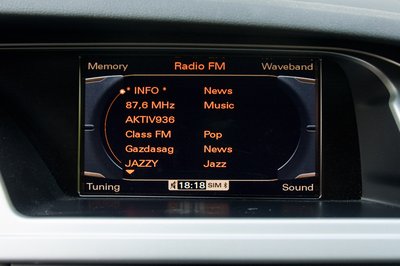 Memory Radio FM Waveband
* INFO * News
87,6 MHz Music
AKTIV936
Class FM Pop
Gazdasag News
JAZZY Jazz
Tuning 18:18 SIM Sound